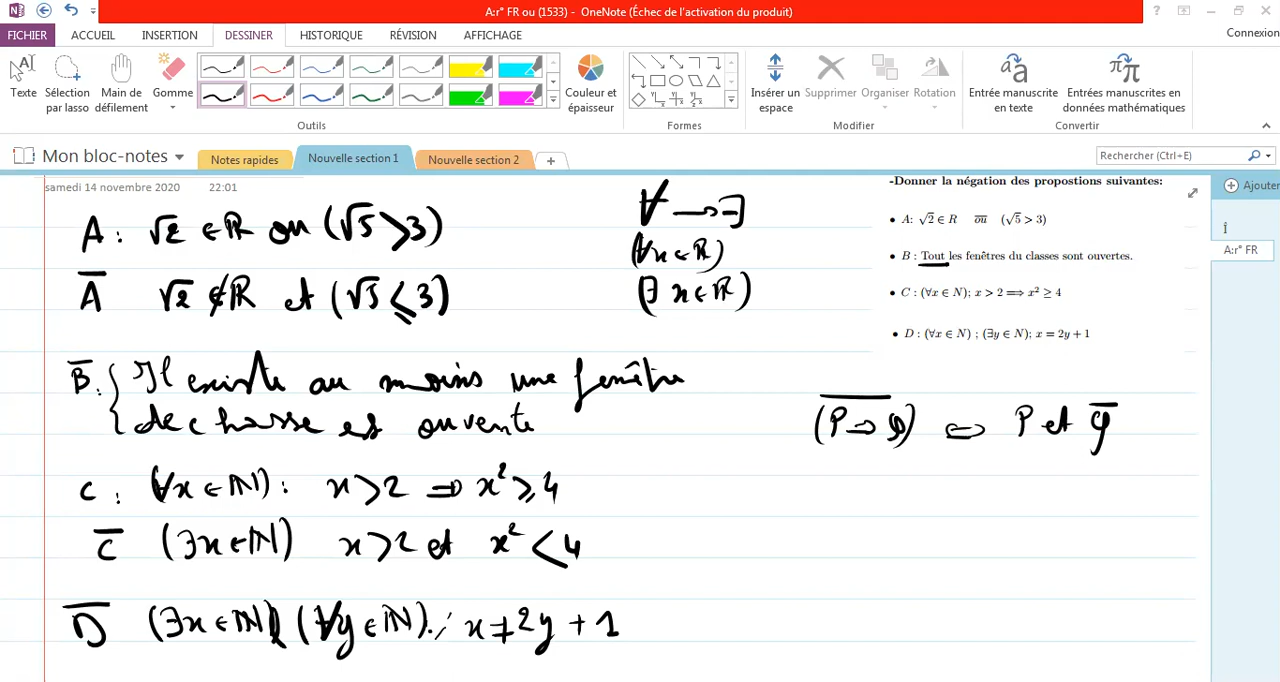 A:r° FR ou (1533) - OneNote (Échec de l'activation du produit)
FICHIER ACCUEIL INSERTION DESSINER HISTORIQUE RÉVISION AFFICHAGE Connexion
Texte Sélection par lasso Main de défilement Gomme Couleur et épaisseur Insérer un espace Supprimer Organiser Rotation Entrée manuscrite en texte Entrées manuscrites en données mathématiques
Outils Formes Modifier Convertir
Mon bloc-notes Notes rapides Nouvelle section 1 Nouvelle section 2 Rechercher (Ctrl+E)
samedi 14 novembre 2020 22:01
Ajouter
A:r° FR
-Donner la négation des propostions suivantes:
• A: √2 ∈ R ou (√5 > 3)
• B : Tout les fenêtres du classes sont ouvertes.
• C : (∀x ∈ N); x > 2 ⟹ x² ≥ 4
• D : (∀x ∈ N) ; (∃y ∈ N); x = 2y + 1
A : √2 ∈ ℝ ou (√5 > 3)
A̅ √2 ∉ ℝ et (√5 ≤ 3)
∀ → ∃
(∀x ∈ ℝ)
(∃ x ∈ ℝ)
B̅ : { Il existe au moins une fenêtre
de chasse est ouverte
(P ⇒ Q)̅ ⇔ P et Q̅
C : ∀x ∈ ℕ) : x > 2 ⇒ x² ≥ 4
C̅ (∃x ∈ ℕ) x > 2 et x² < 4
D̅ (∃x ∈ ℕ) (∀y ∈ ℕ) ; x ≠ 2y + 1